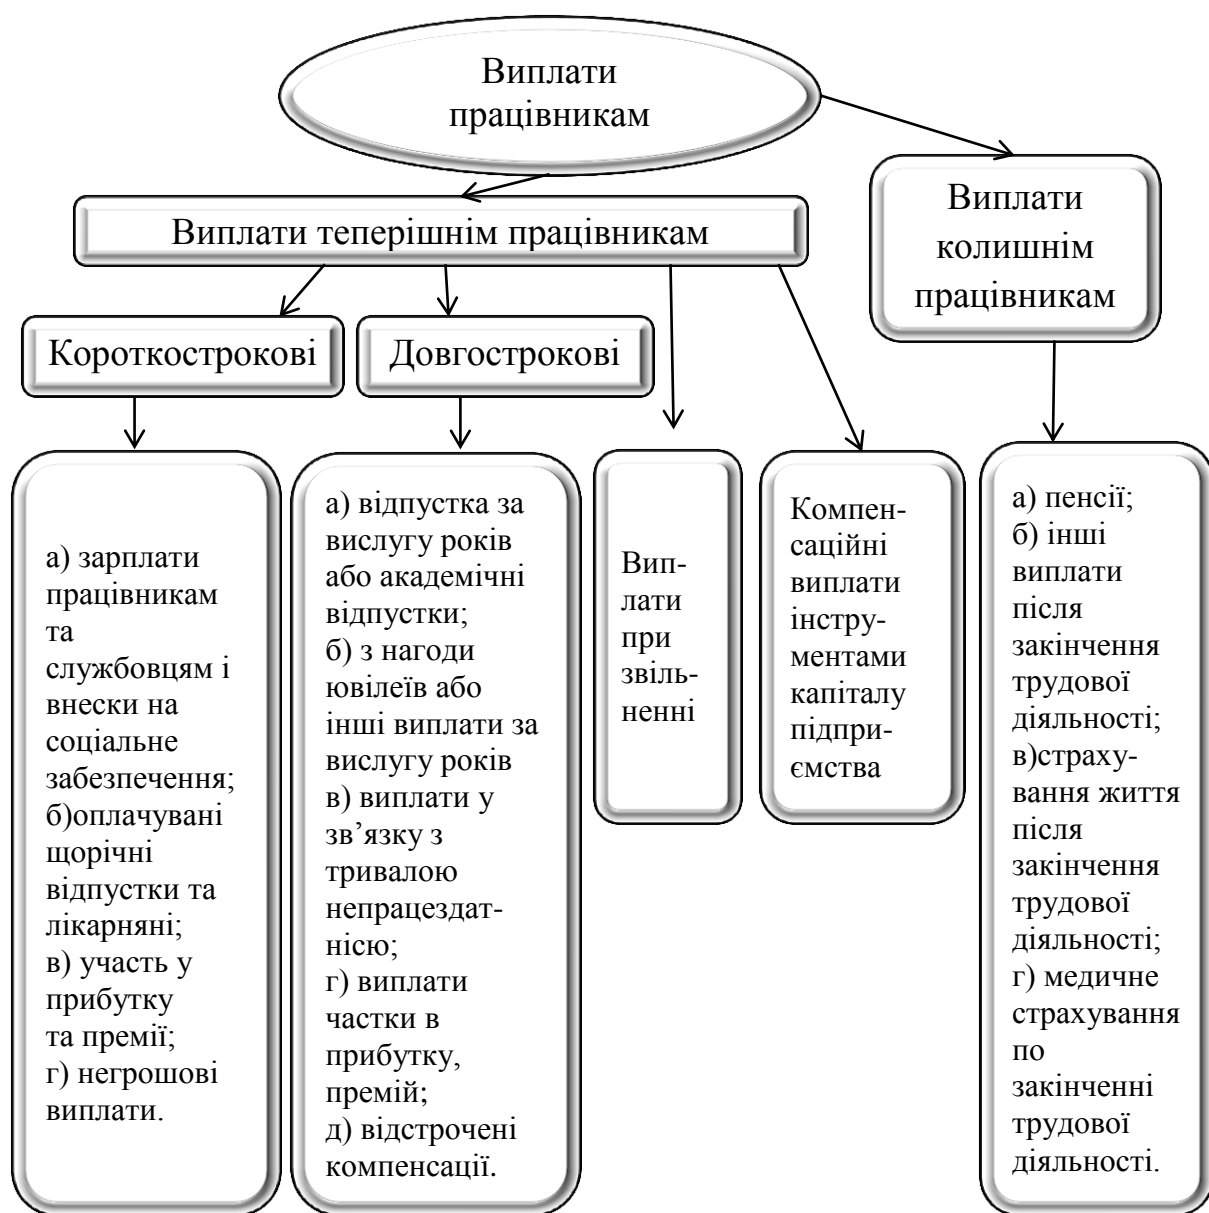 Виплати
працівникам
Виплати теперішнім працівникам
Виплати
колишнім
працівникам
Короткострокові
Довгострокові
а) зарплати
працівникам
та
службовцям і
внески на
соціальне
забезпечення;
б)оплачувані
щорічні
відпустки та
лікарняні;
в) участь у
прибутку
та премії;
г) негрошові
виплати.
а) відпустка за
вислугу років
або академічні
відпустки;
б) з нагоди
ювілеїв або
інші виплати за
вислугу років
в) виплати у
зв’язку з
тривалою
непрацездат-
нісю;
г) виплати
частки в
прибутку,
премій;
д) відстрочені
компенсації.
Вип-
лати
при
звіль-
ненні
Компен-
саційні
виплати
інстру-
ментами
капіталу
підпри-
ємства
а) пенсії;
б) інші
виплати
після
закінчення
трудової
діяльності;
в)страху-
вання життя
після
закінчення
трудової
діяльності;
г) медичне
страхування
по
закінченні
трудової
діяльності.